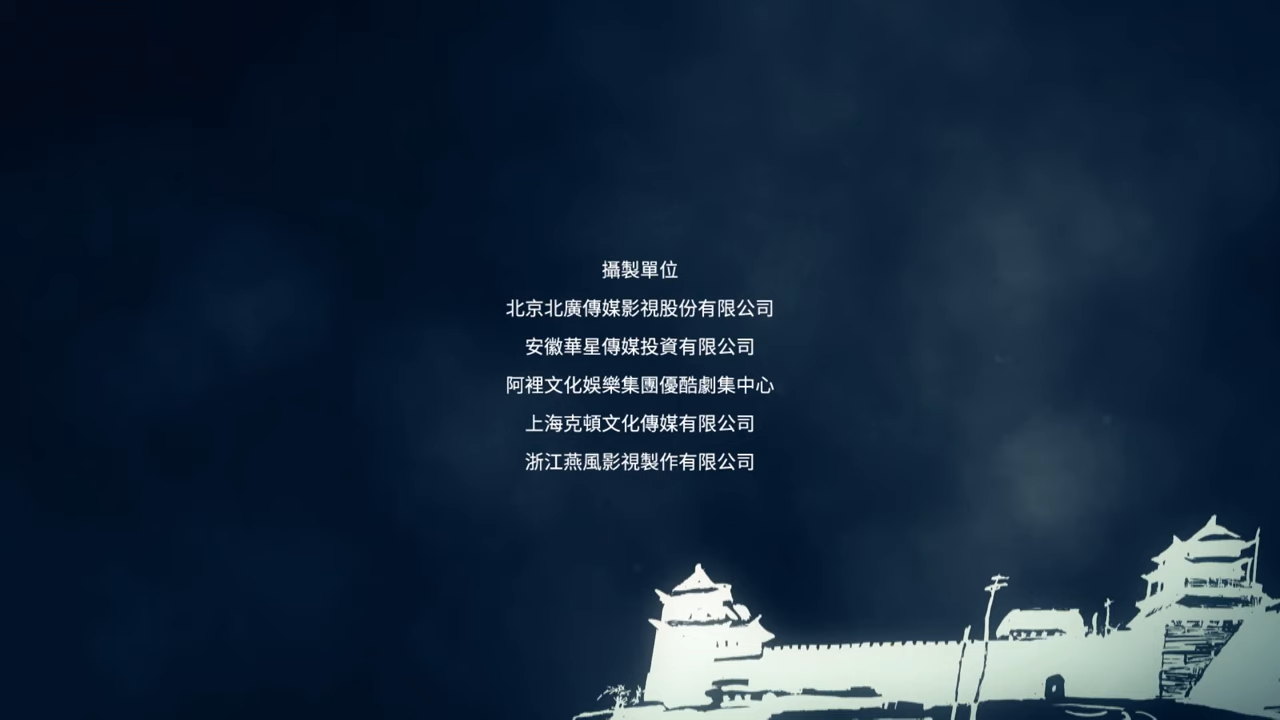 攝製單位
北京北廣傳媒影視股份有限公司
安徽華星傳媒投資有限公司
阿裡文化娛樂集團優酷劇集中心
上海克頓文化傳媒有限公司
浙江燕風影視製作有限公司